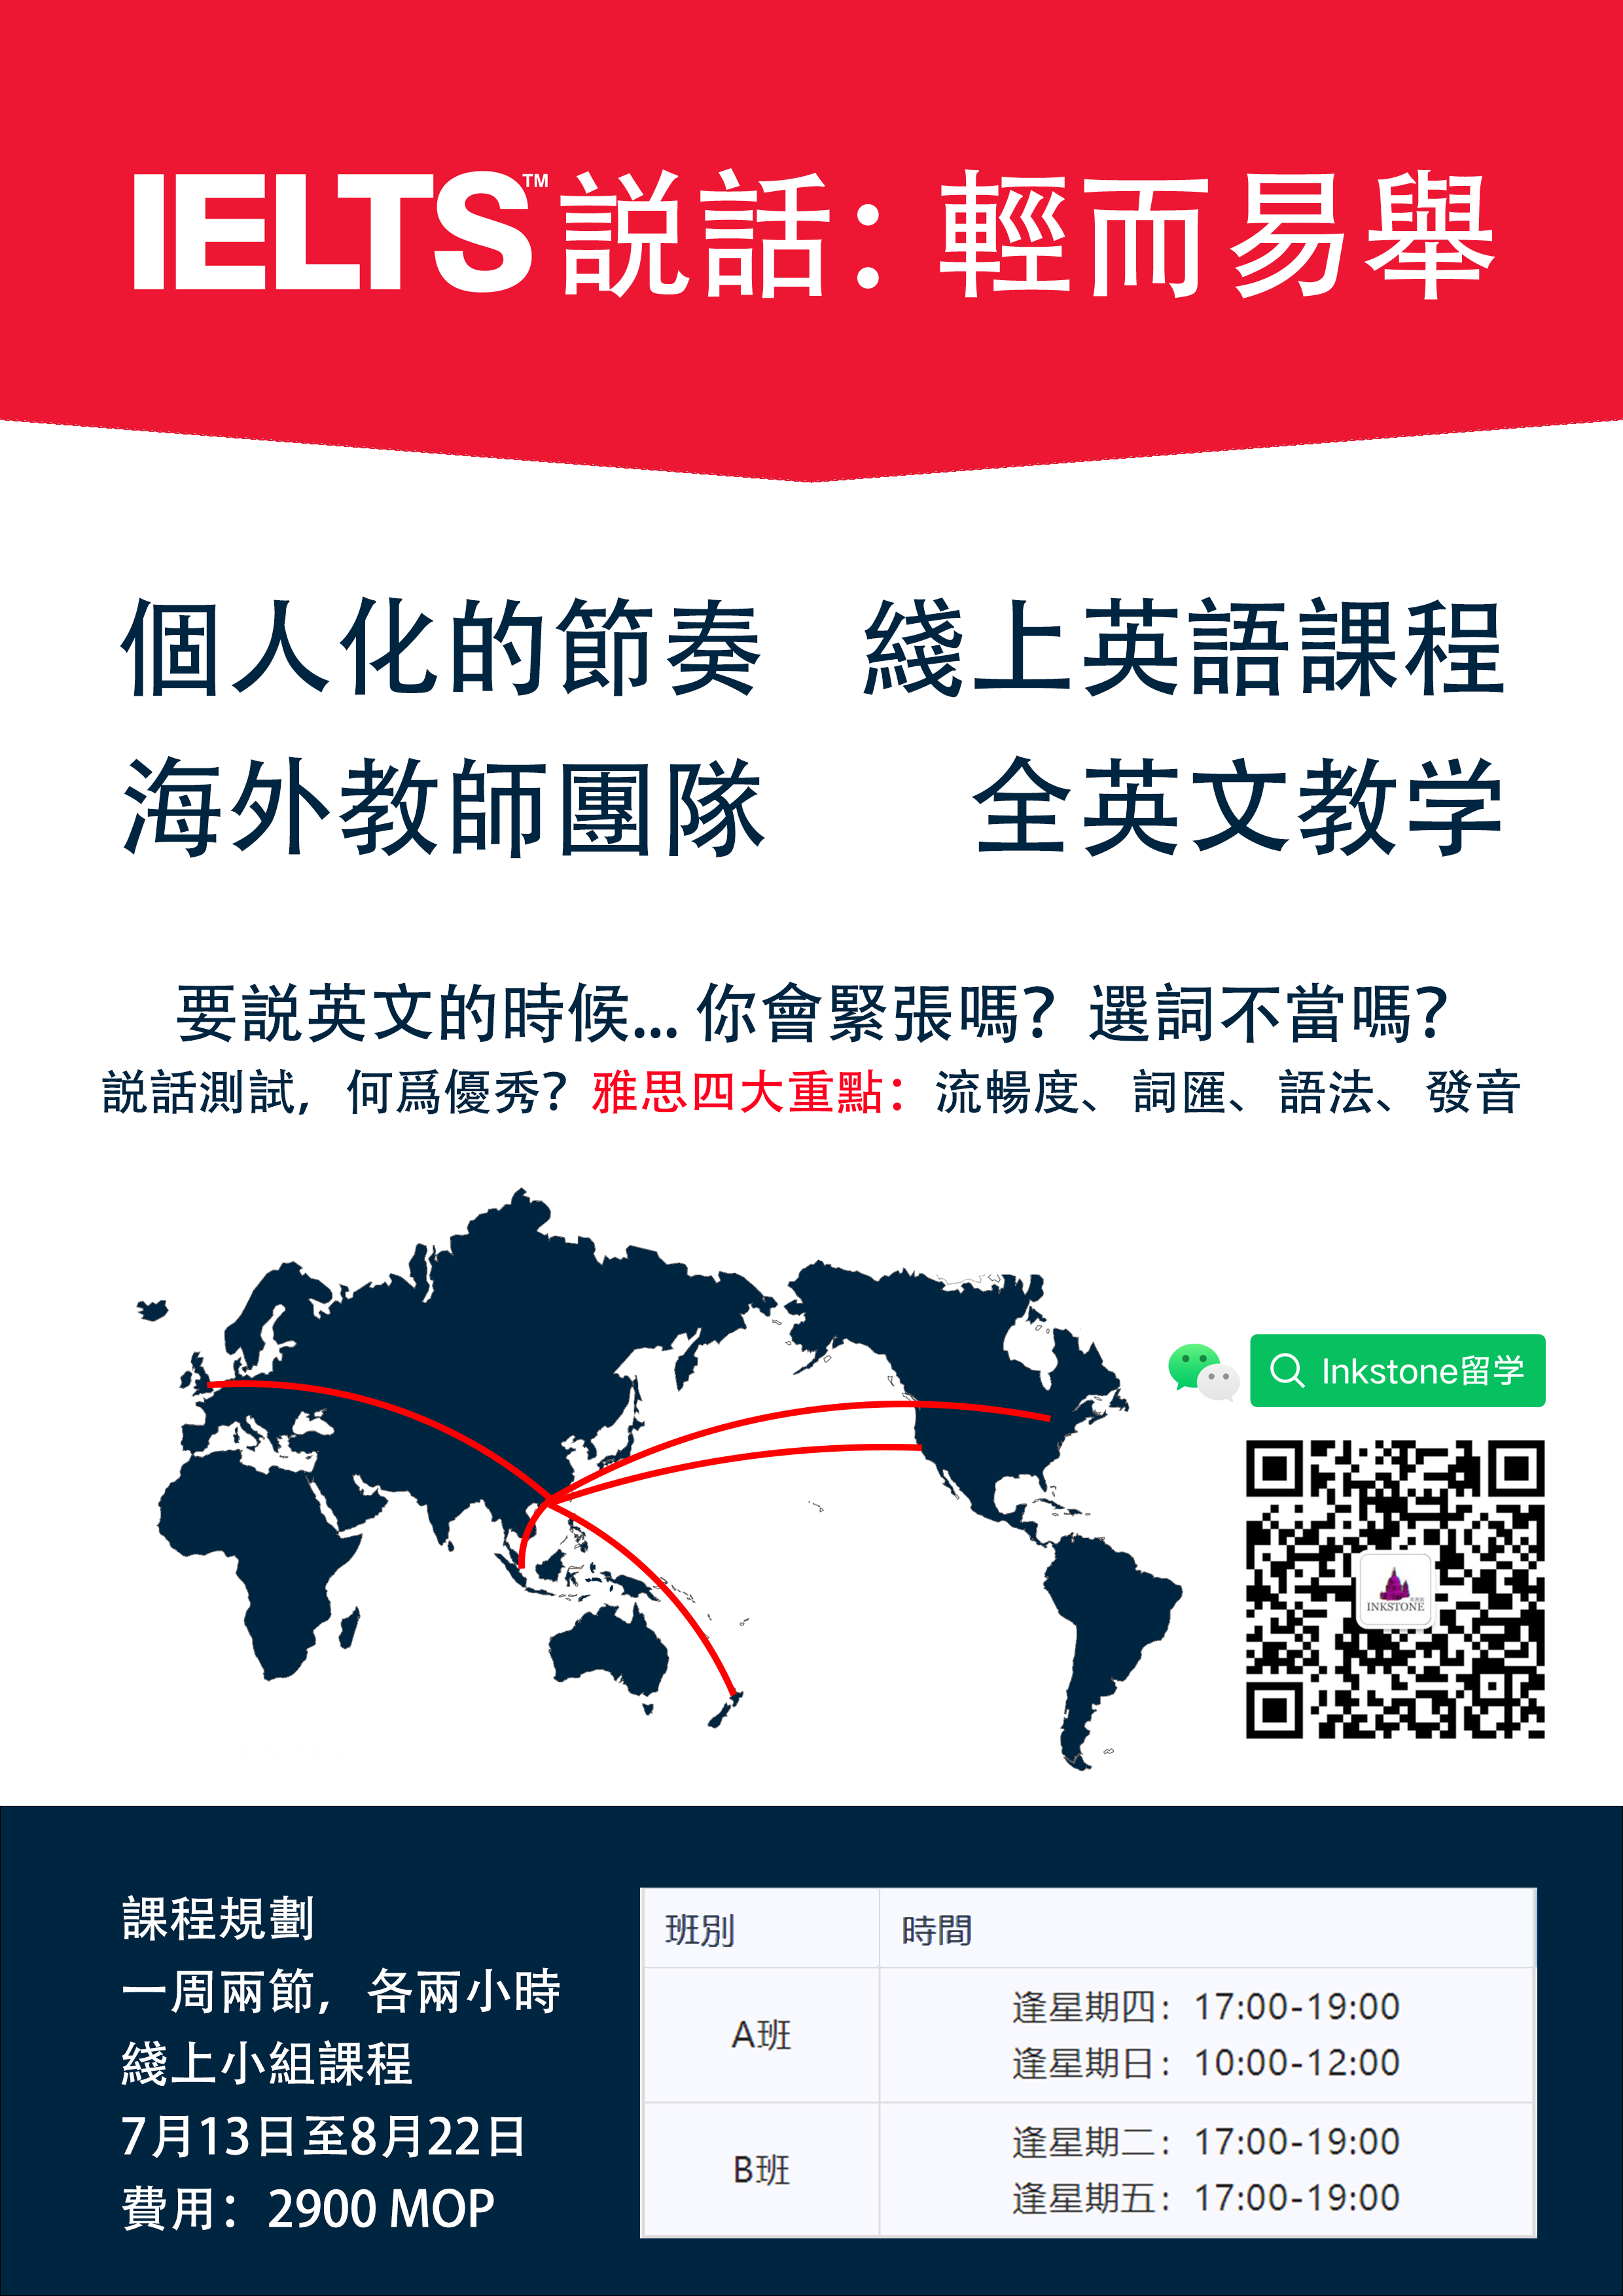 IELTS™説話：輕而易舉
個人化的節奏 綫上英語課程
海外教師團隊 全英文教学
要説英文的時候... 你會緊張嗎？選詞不當嗎？
説話測試，何爲優秀？雅思四大重點：流暢度、詞匯、語法、發音
Inkstone留学
INKSTONE
課程規劃
一周兩節，各兩小時
綫上小組課程
7月13日至8月22日
費用：2900 MOP
班別 時間
A班
逢星期四：17:00-19:00
逢星期日：10:00-12:00
B班
逢星期二：17:00-19:00
逢星期五：17:00-19:00